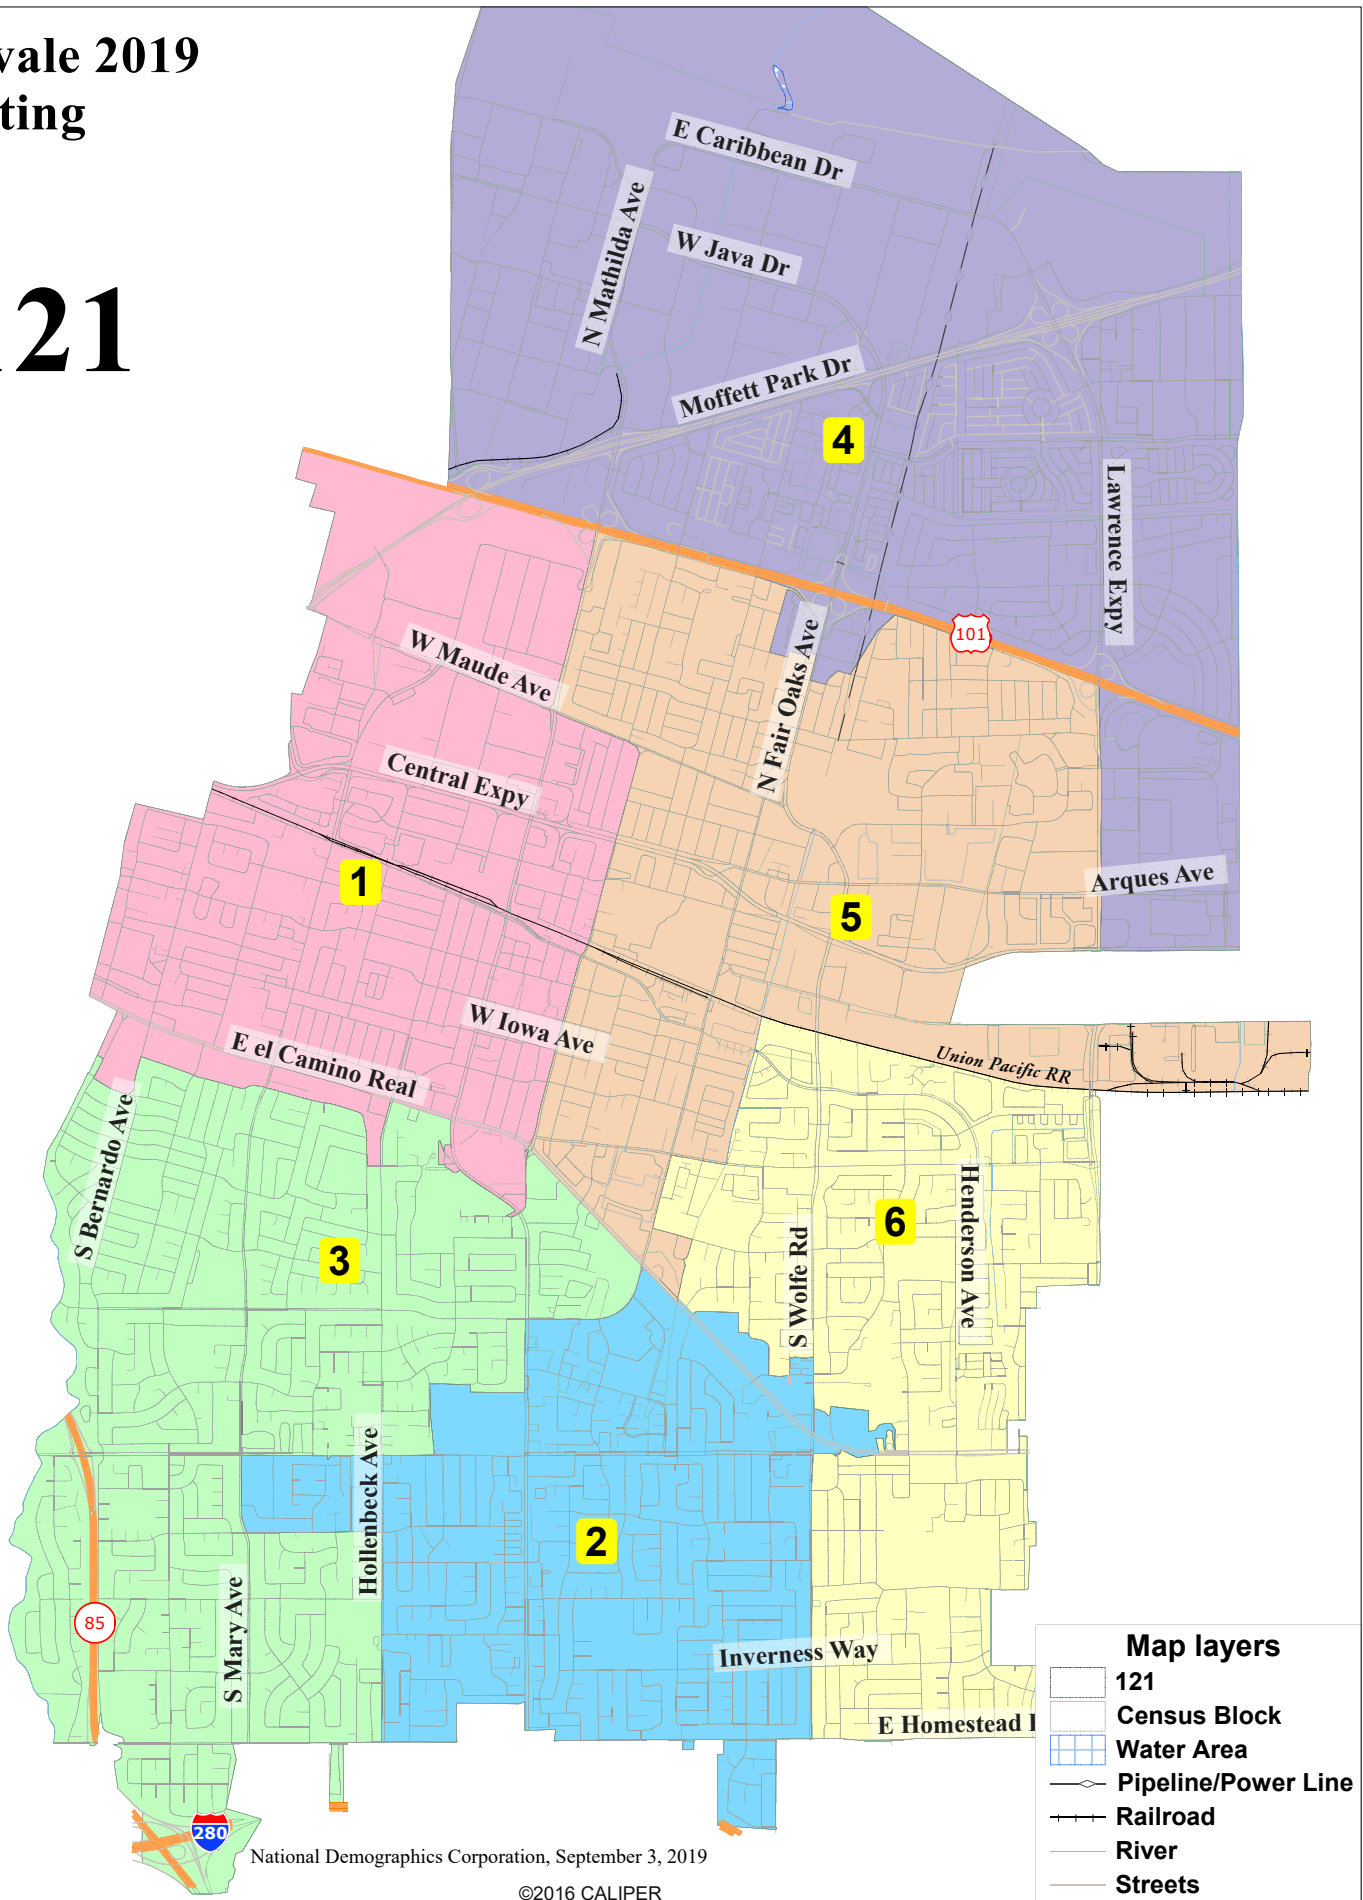 vale 2019
ting
121
E Caribbean Dr
N Mathilda Ave
W Java Dr
Moffett Park Dr
4
Lawrence Expy
101
W Maude Ave
N Fair Oaks Ave
Central Expy
1
Arques Ave
5
W Iowa Ave
E el Camino Real
Union Pacific RR
S Bernardo Ave
Henderson Ave
6
3
S Wolfe Rd
Hollenbeck Ave
2
85
S Mary Ave
Inverness Way
E Homestead
280
Map layers
121
Census Block
Water Area
Pipeline/Power Line
Railroad
River
Streets
National Demographics Corporation, September 3, 2019
©2016 CALIPER